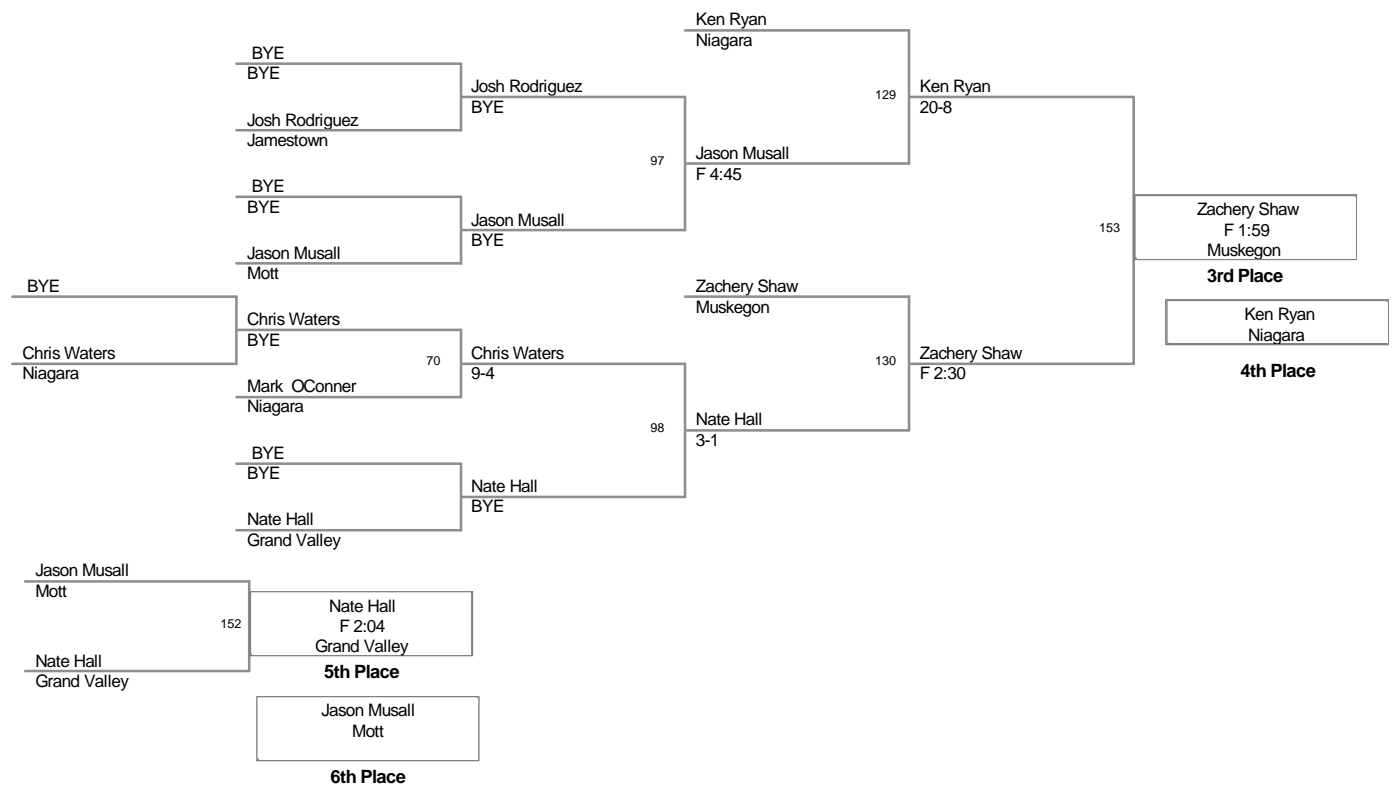 Ken Ryan
Niagara
BYE
BYE
Josh Rodriguez
BYE
129
Ken Ryan
20-8
Josh Rodriguez
Jamestown
97
Jason Musall
F 4:45
BYE
BYE
Jason Musall
BYE
153
Zachery Shaw
F 1:59
Muskegon
3rd Place
Jason Musall
Mott
BYE
Zachery Shaw
Muskegon
Ken Ryan
Niagara
4th Place
Chris Waters
BYE
Chris Waters
Niagara
70
Chris Waters
9-4
130
Zachery Shaw
F 2:30
Mark OConner
Niagara
98
Nate Hall
3-1
BYE
BYE
Nate Hall
BYE
Nate Hall
Grand Valley
Jason Musall
Mott
152
Nate Hall
F 2:04
Grand Valley
5th Place
Nate Hall
Grand Valley
Jason Musall
Mott
6th Place